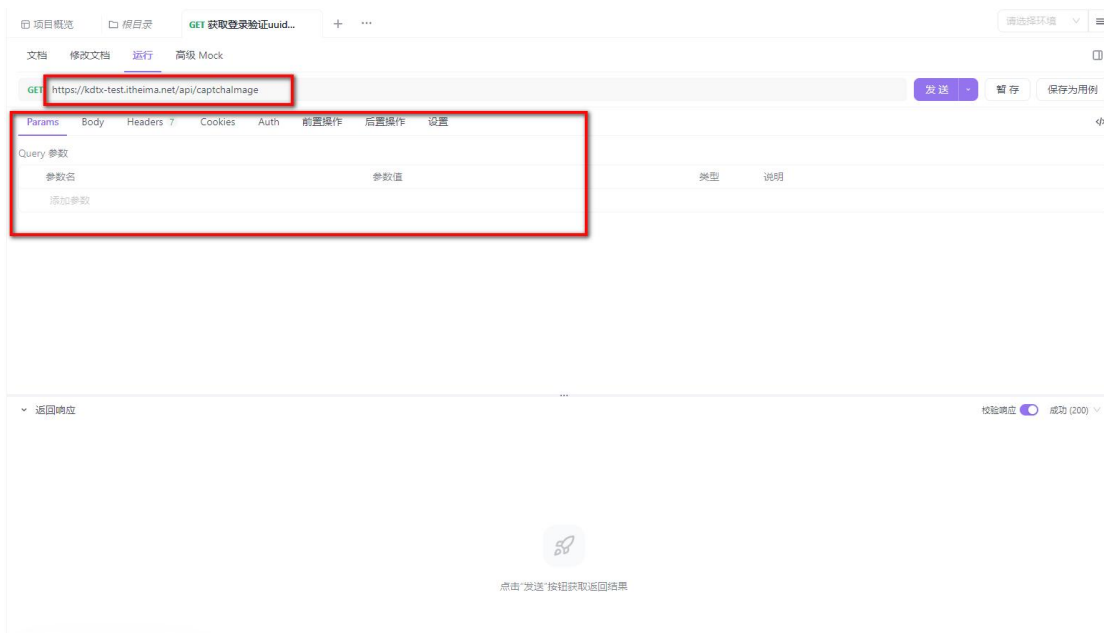 项目概览 根目录 GET 获取登录验证uuid... + ··· 请选择环境
文档 修改文档 运行 高级 Mock
GET https://kdtx-test.itheima.net/api/captchaImage 发送 暂存 保存为用例
Params Body Headers 7 Cookies Auth 前置操作 后置操作 设置 </>
Query 参数
参数名 参数值 类型 说明
添加参数
···
返回响应 校验响应 成功 (200)
点击“发送”按钮获取返回结果